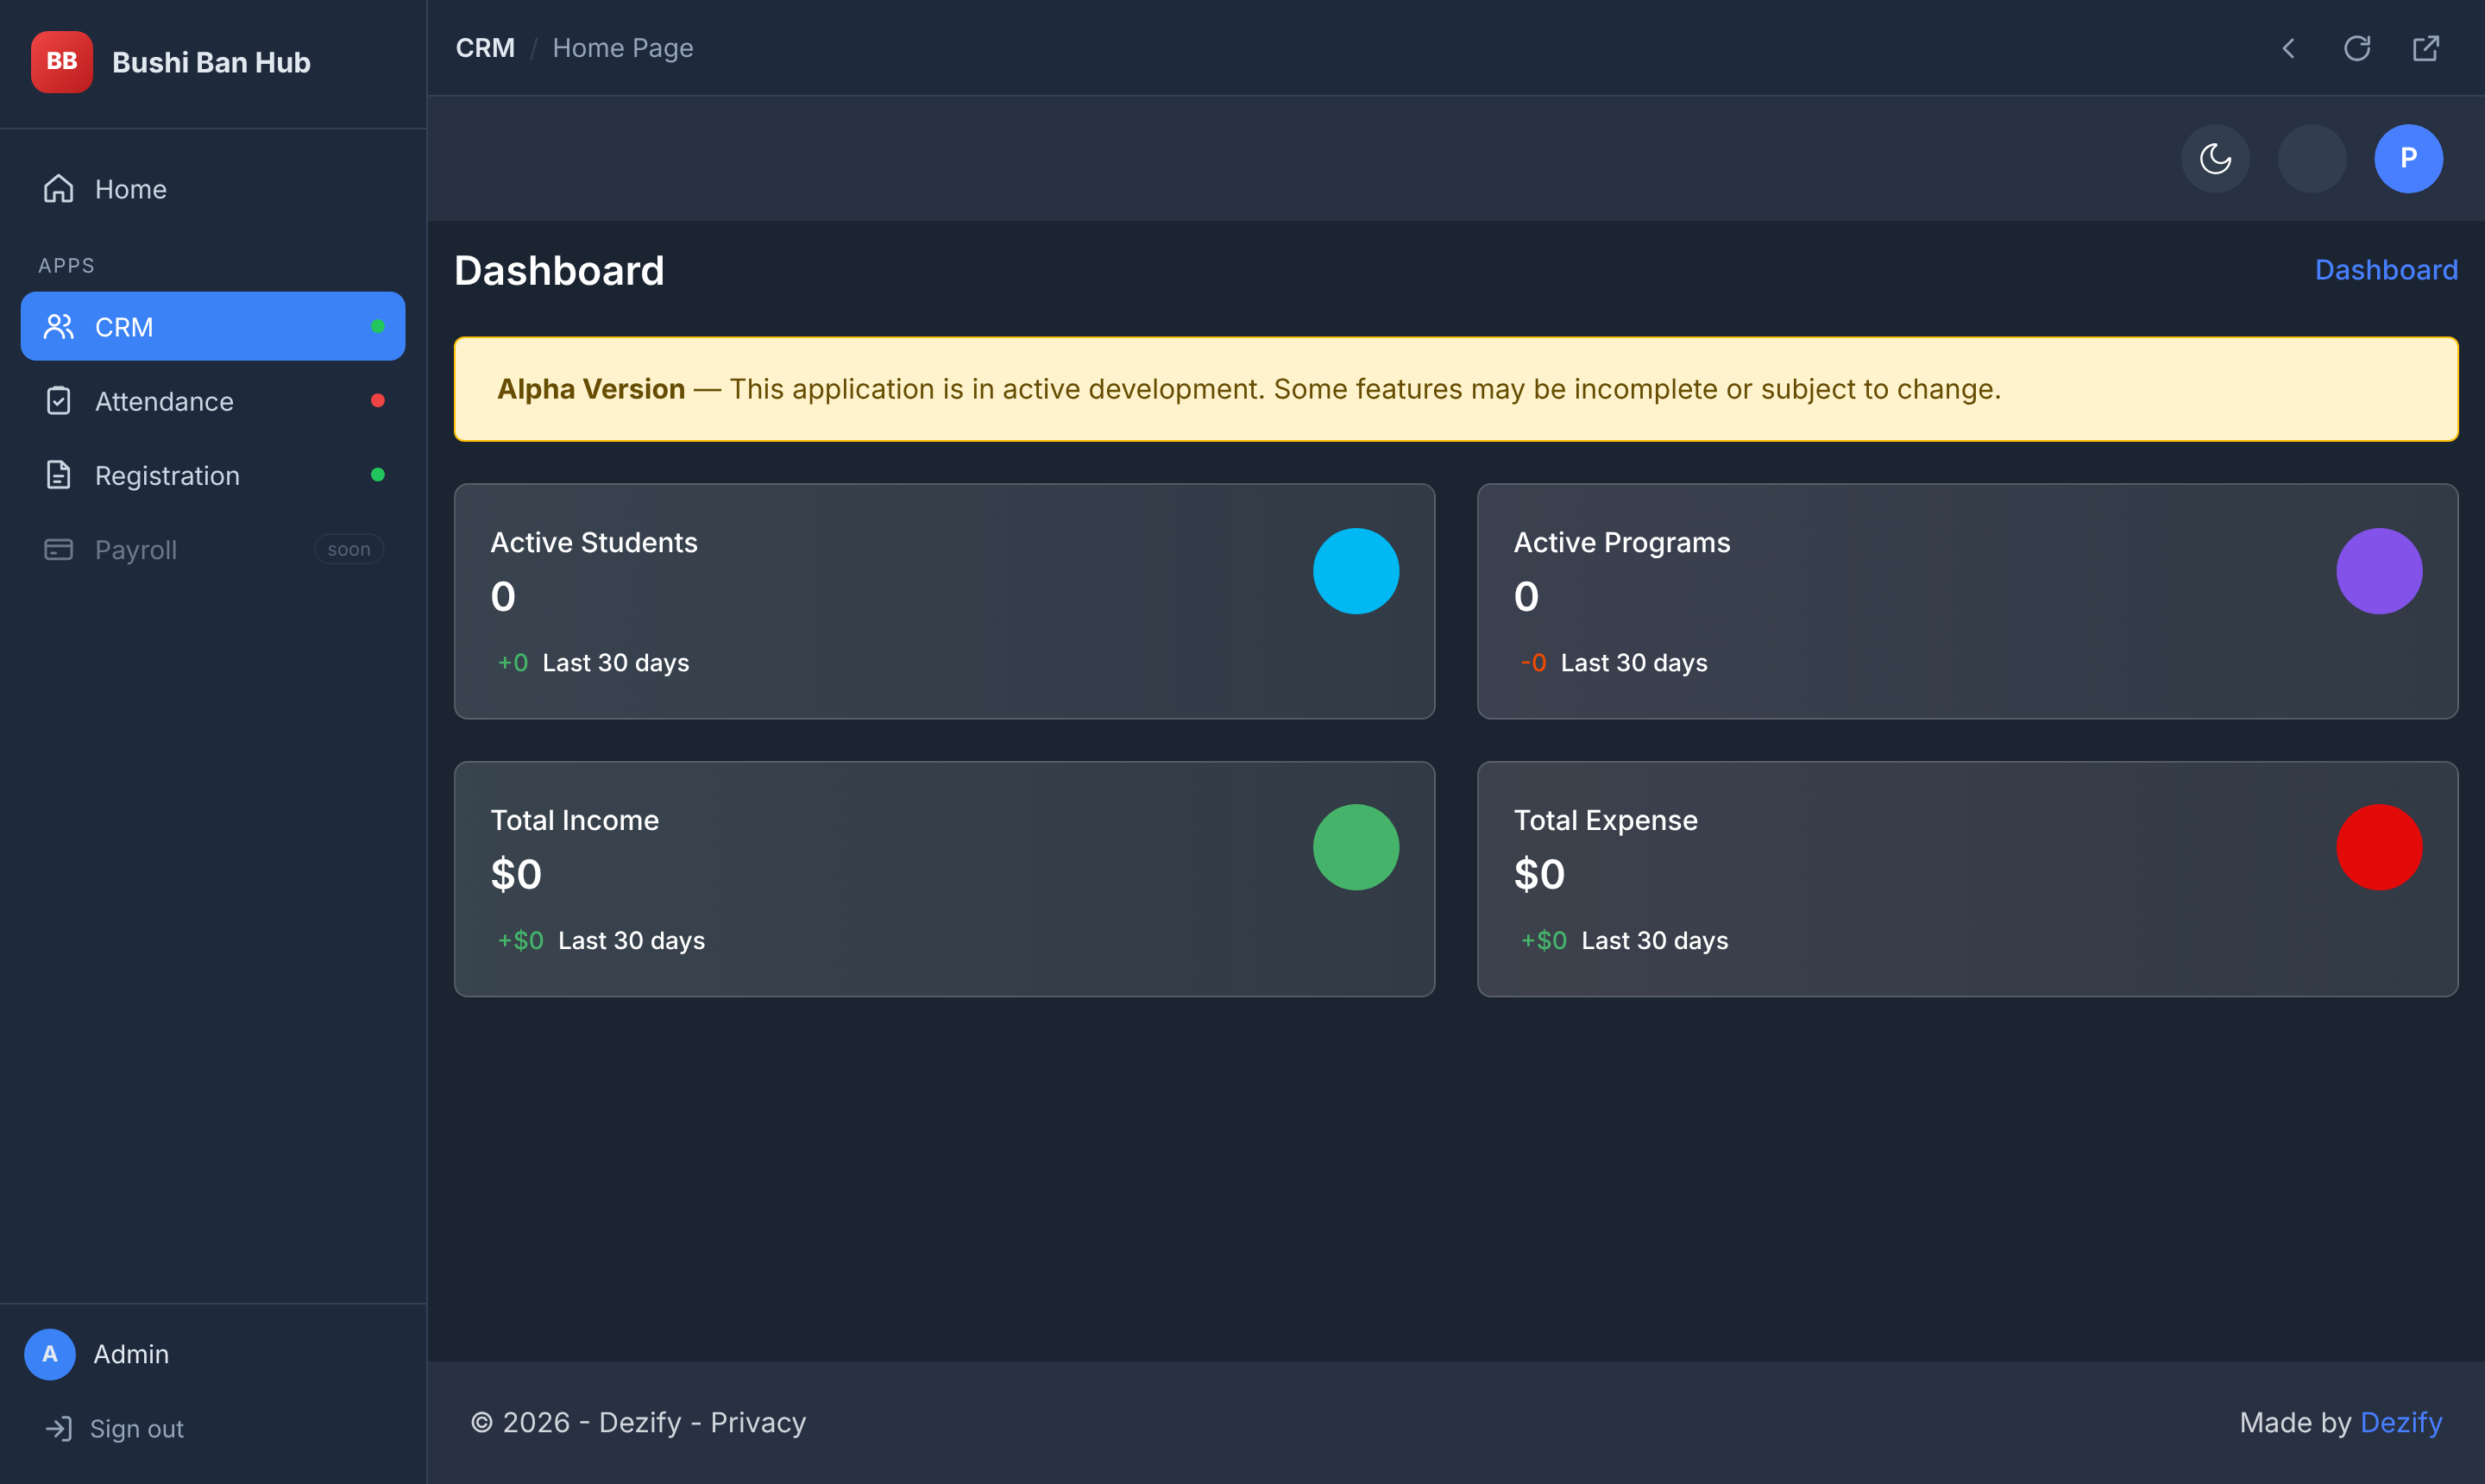 BB
Bushi Ban Hub
Home
APPS
CRM
Attendance
Registration
Payroll
soon
A
Admin
Sign out
CRM / Home Page
P
Dashboard
Dashboard
Alpha Version — This application is in active development. Some features may be incomplete or subject to change.
Active Students
0
+0 Last 30 days
Active Programs
0
-0 Last 30 days
Total Income
$0
+$0 Last 30 days
Total Expense
$0
+$0 Last 30 days
© 2026 - Dezify - Privacy
Made by Dezify